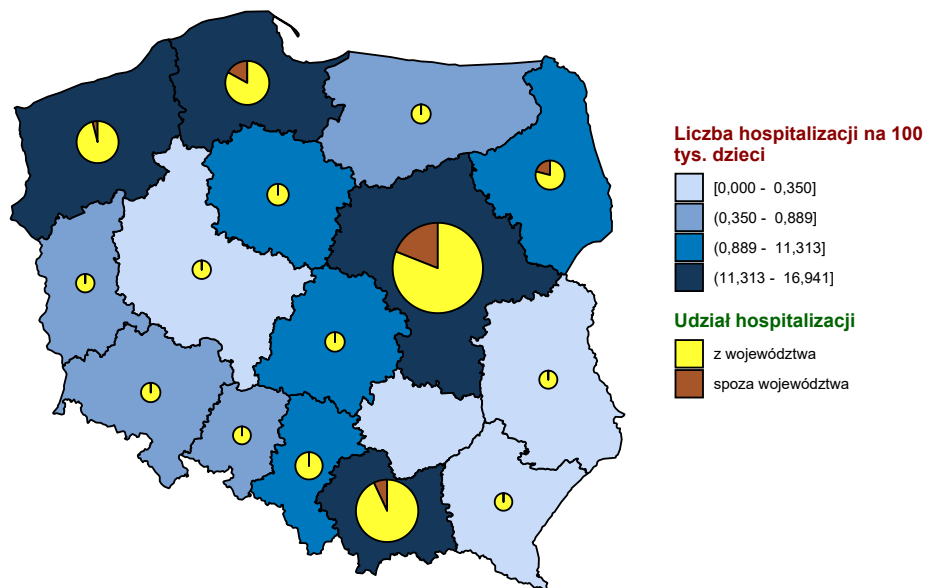 Liczba hospitalizacji na 100
tys. dzieci
[0,000 - 0,350]
(0,350 - 0,889]
(0,889 - 11,313]
(11,313 - 16,941]
Udział hospitalizacji
z województwa
spoza województwa